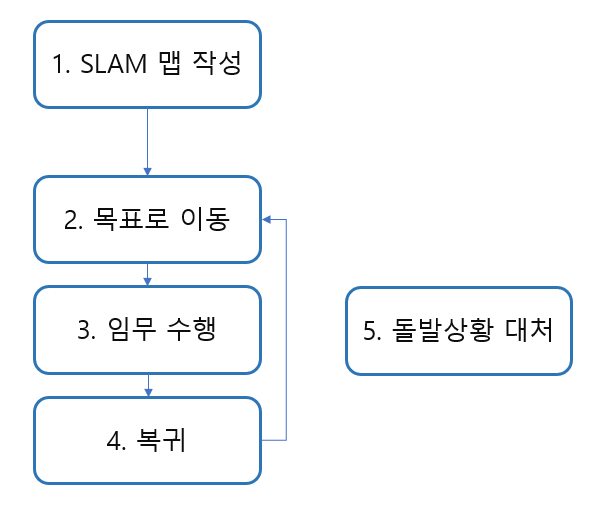 1. SLAM 맵 작성
2. 목표로 이동
3. 임무 수행
4. 복귀
5. 돌발상황 대처